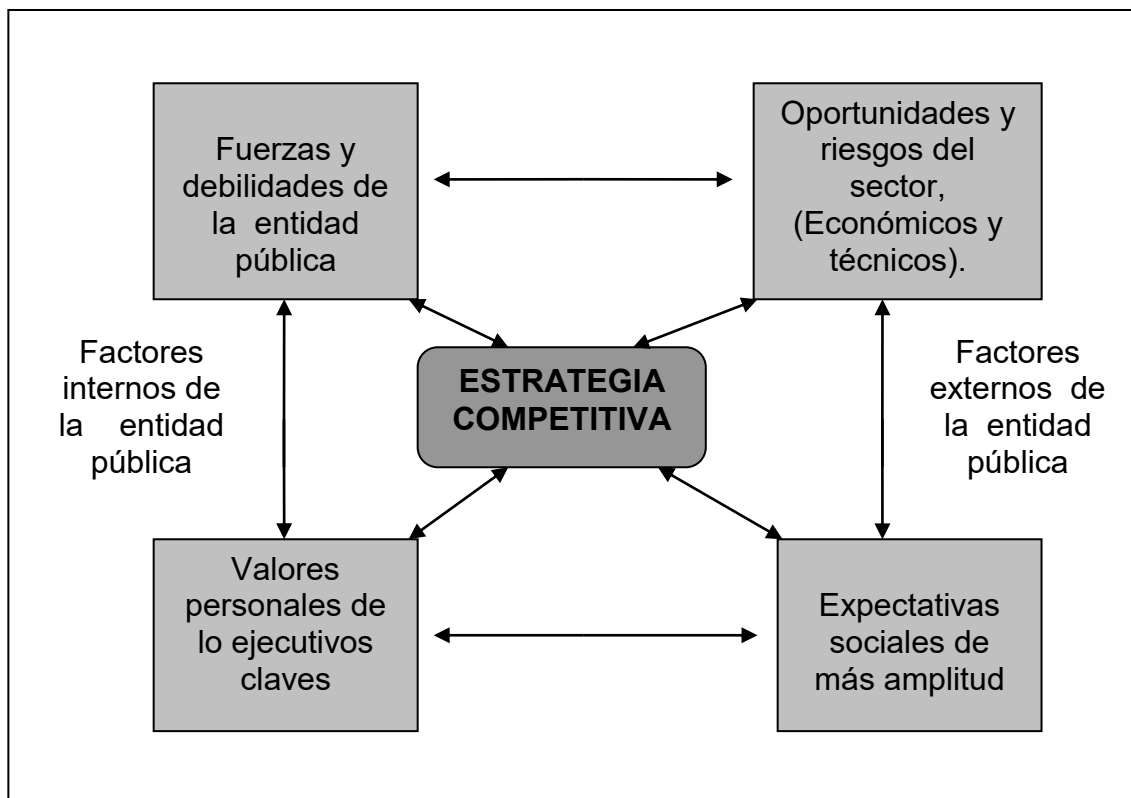 Fuerzas y
debilidades de
la entidad
pública
Oportunidades y
riesgos del
sector,
(Económicos y
técnicos).
Factores
internos de
la entidad
pública
ESTRATEGIA
COMPETITIVA
Factores
externos de
la entidad
pública
Valores
personales de
lo ejecutivos
claves
Expectativas
sociales de
más amplitud